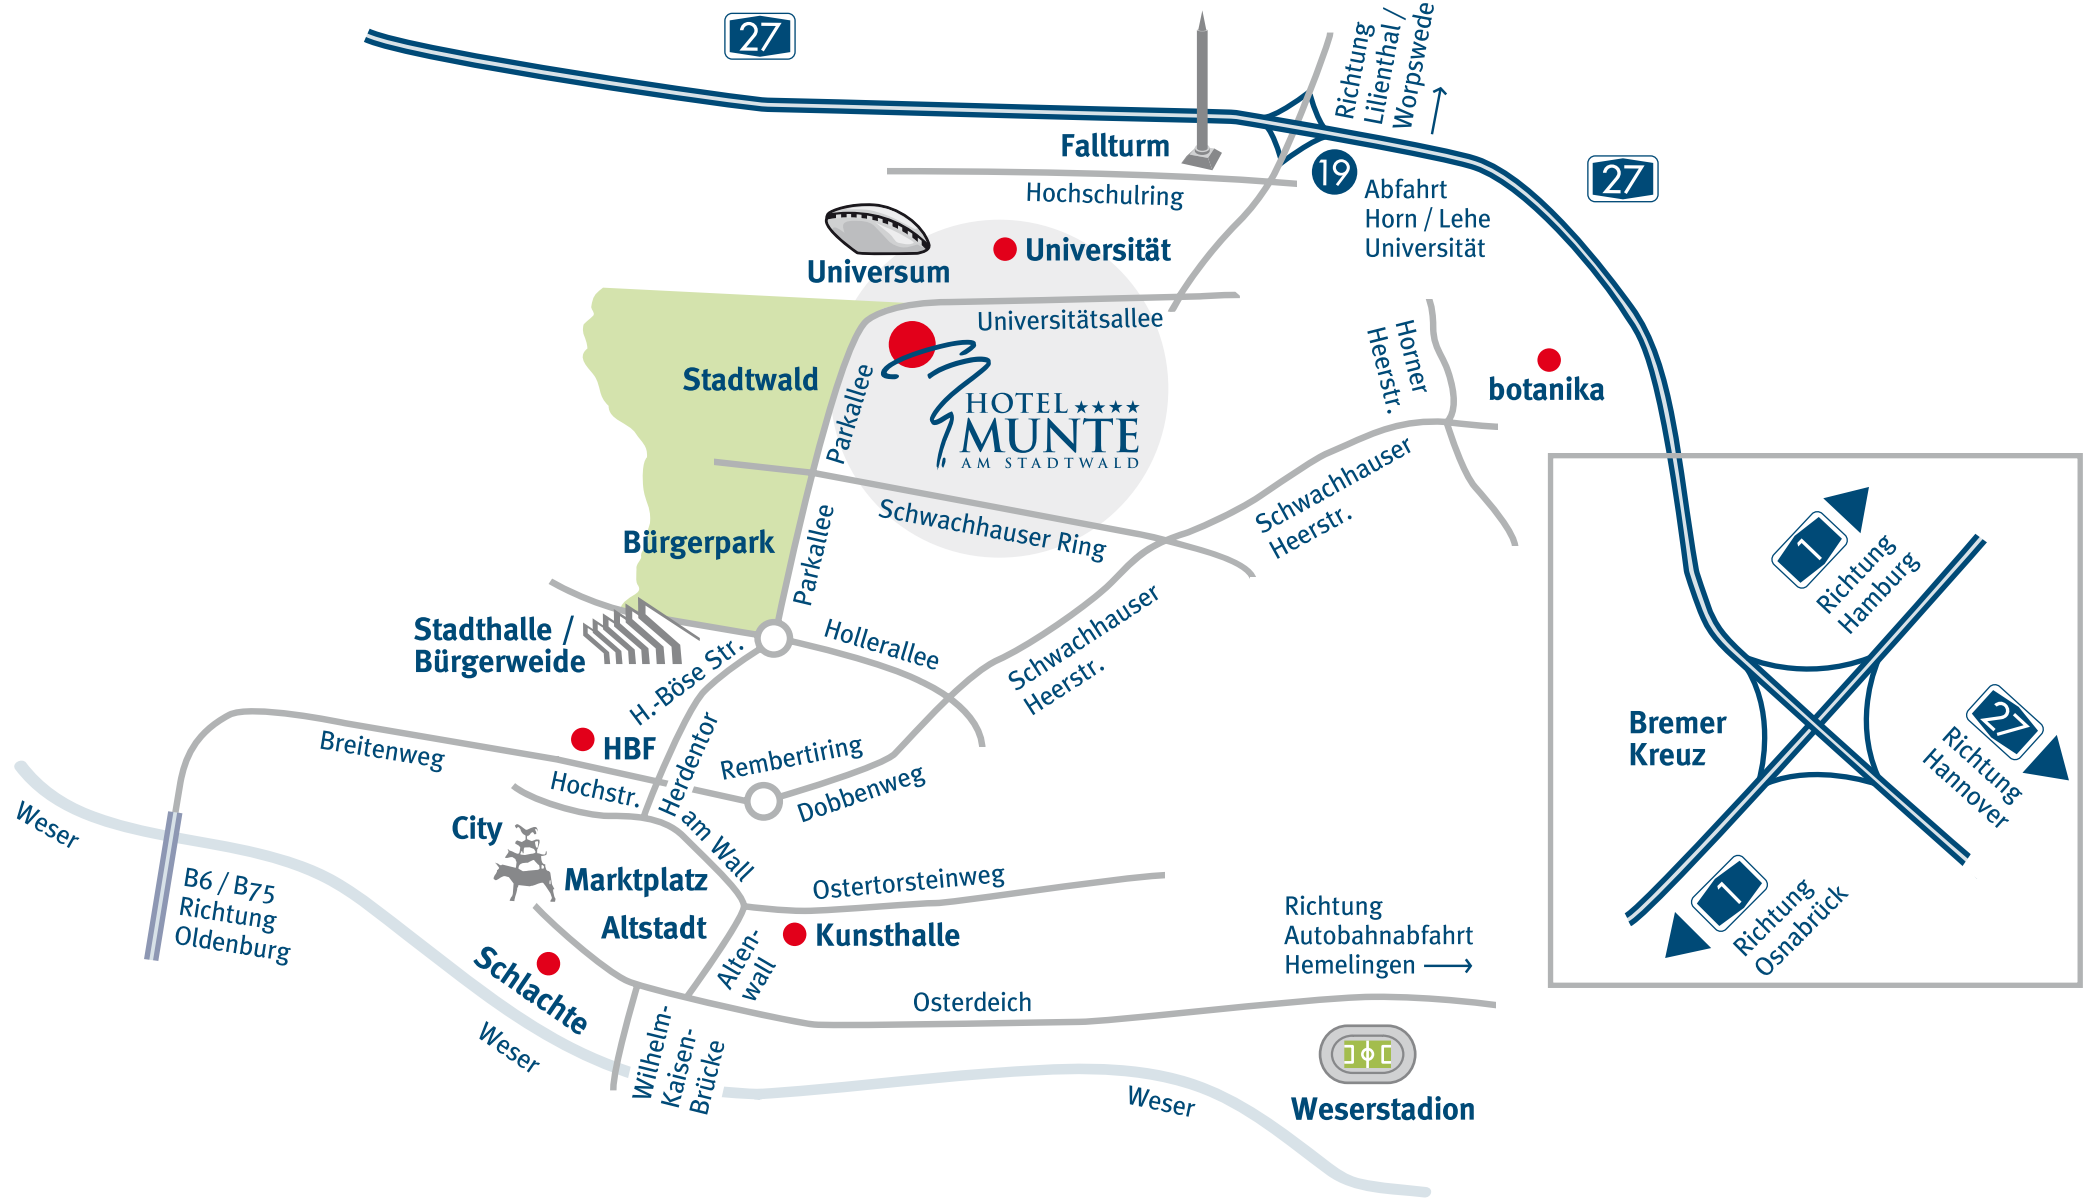 27
Richtung
Lilienthal /
Worpswede
Fallturm
19
Abfahrt
Horn / Lehe
Universität
27
Hochschulring
Universum
Universität
Universitätsallee
Stadtwald
Parkallee
HOTEL ★★★★
MUNTE
AM STADTWALD
Horner
Heerstr.
botanika
Schwachhauser
Heerstr.
Schwachhauser Ring
Bürgerpark
Parkallee
Stadthalle /
Bürgerweide
Hollerallee
Schwachhauser
Heerstr.
H.-Böse Str.
1
Richtung
Hamburg
Bremer
Kreuz
27
Richtung
Hannover
1
Richtung
Osnabrück
Breitenweg
HBF
Herdentor
Rembertiring
Hochstr.
Dobbenweg
Weser
City
am Wall
Marktplatz
Ostertorsteinweg
B6 / B75
Richtung
Oldenburg
Altstadt
Kunsthalle
Richtung
Autobahnabfahrt
Hemelingen
Schlachte
Alten-
wall
Osterdeich
Weser
Wilhelm-
Kaisen-
Brücke
Weser
Weserstadion